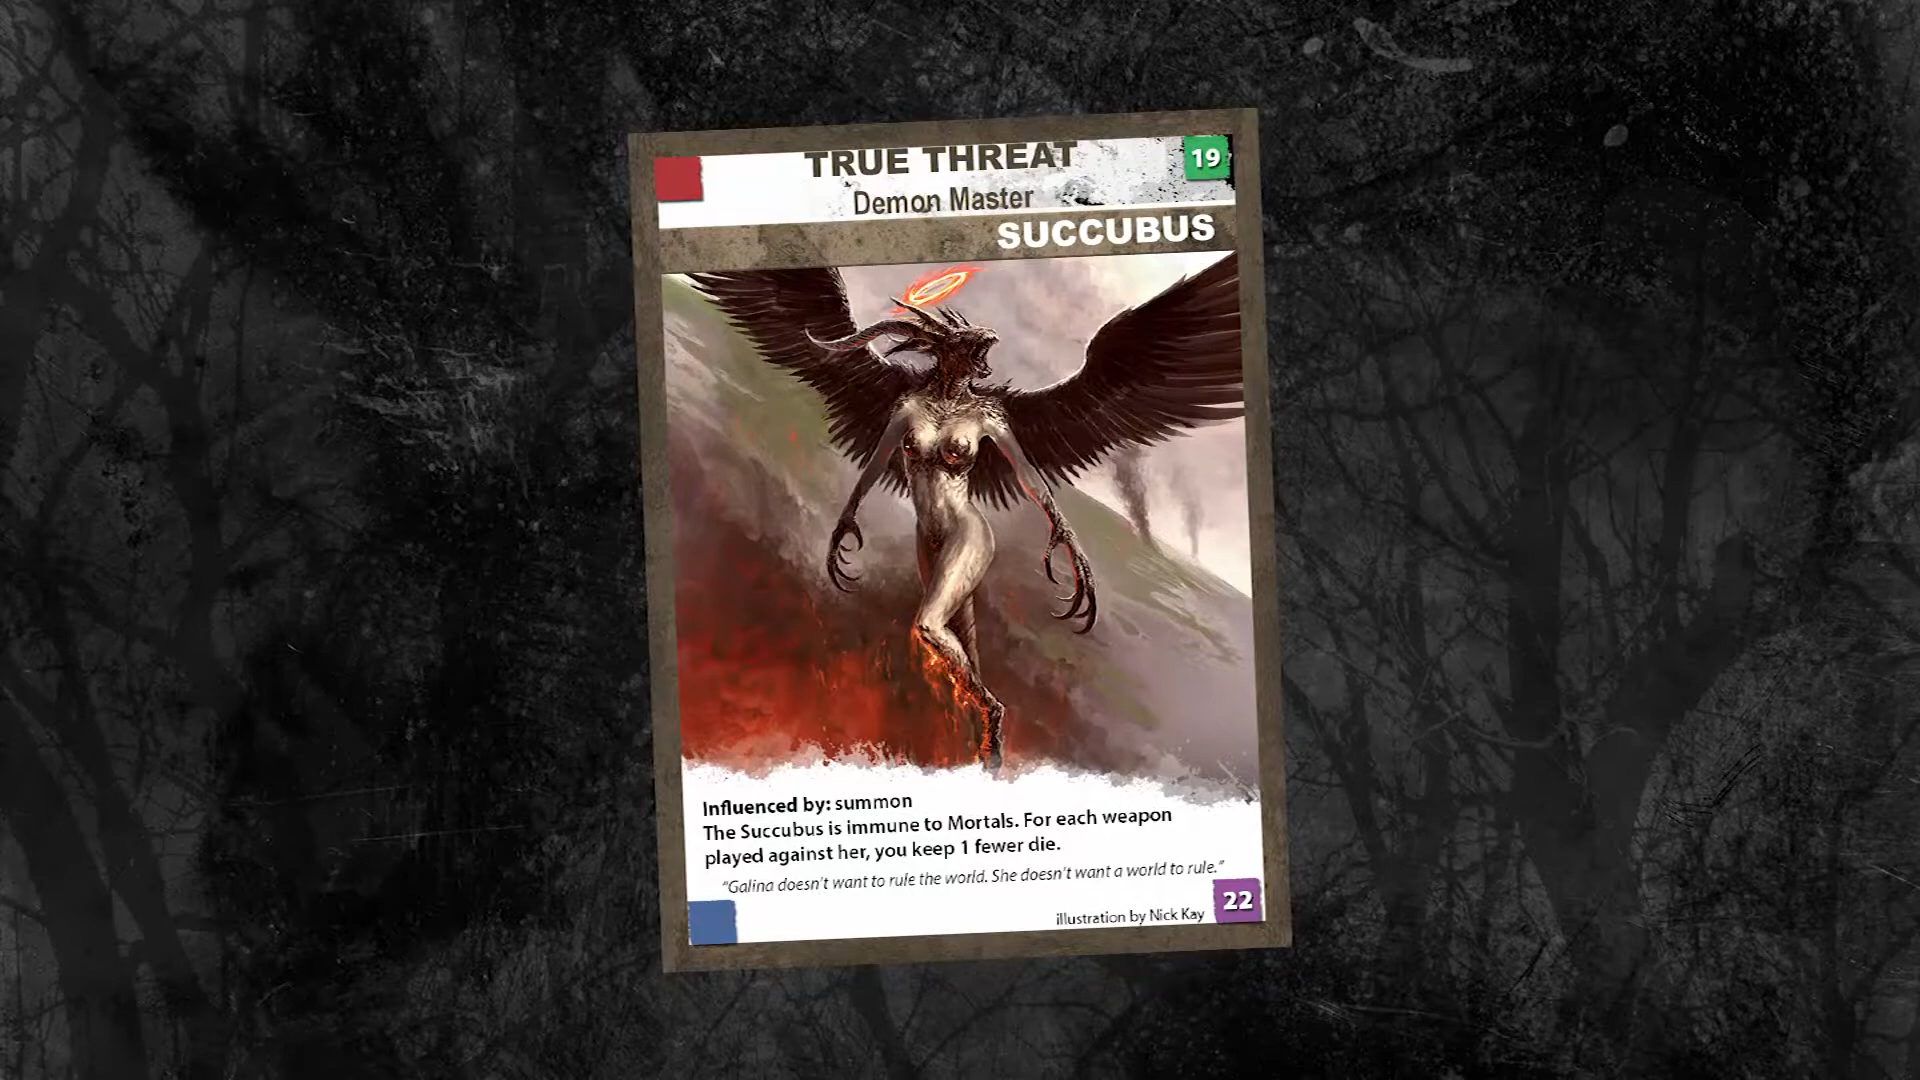 TRUE THREAT
19
Demon Master
SUCCUBUS
Influenced by: summon
The Succubus is immune to Mortals. For each weapon
played against her, you keep 1 fewer die.
"Galina doesn't want to rule the world. She doesn't want a world to rule."
illustration by Nick Kay
22